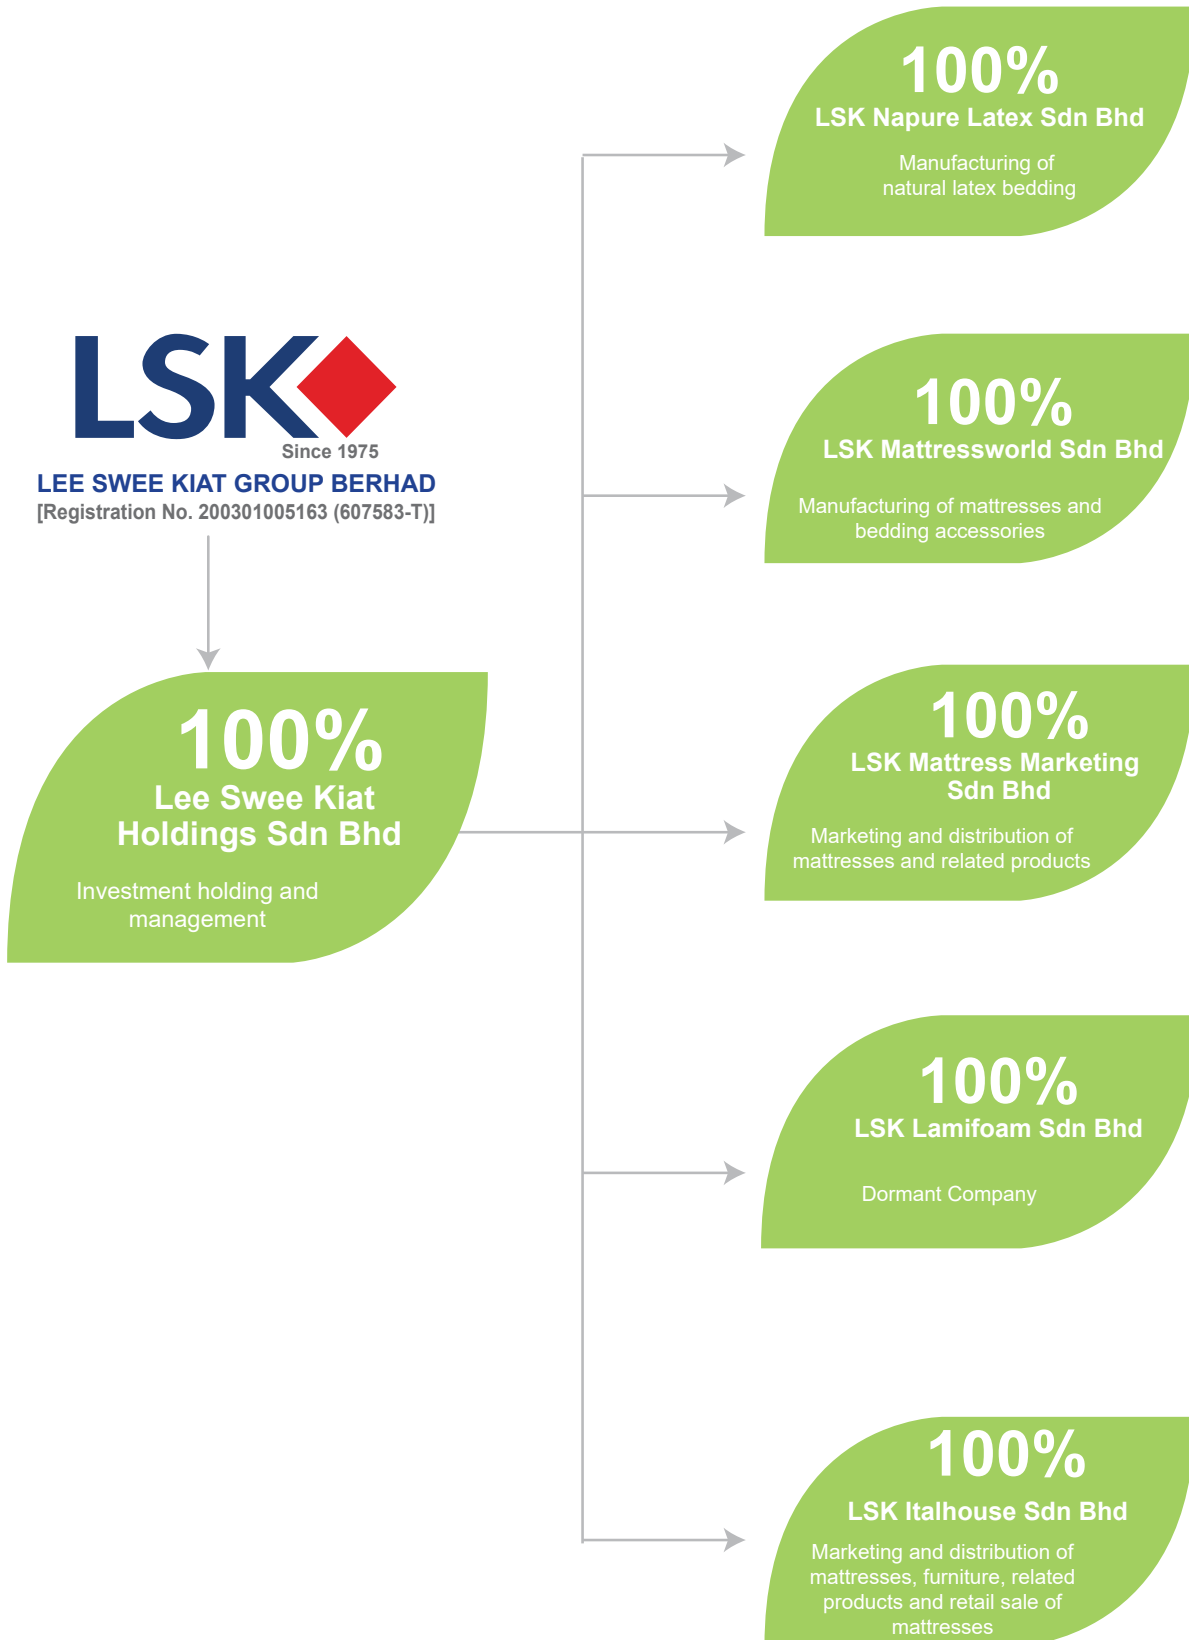 LSK
Since 1975
LEE SWEE KIAT GROUP BERHAD
[Registration No. 200301005163 (607583-T)]
100%
Lee Swee Kiat
Holdings Sdn Bhd
Investment holding and
management
100%
LSK Napure Latex Sdn Bhd
Manufacturing of
natural latex bedding
100%
LSK Mattressworld Sdn Bhd
Manufacturing of mattresses and
bedding accessories
100%
LSK Mattress Marketing
Sdn Bhd
Marketing and distribution of
mattresses and related products
100%
LSK Lamifoam Sdn Bhd
Dormant Company
100%
LSK Italhouse Sdn Bhd
Marketing and distribution of
mattresses, furniture, related
products and retail sale of
mattresses